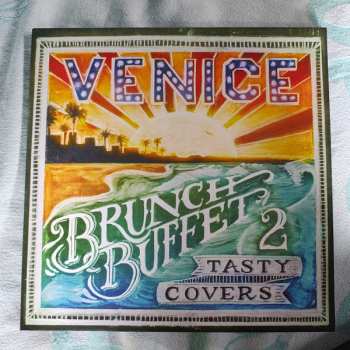 VENICE
BRUNCH
BUFFET 2
TASTY
COVERS